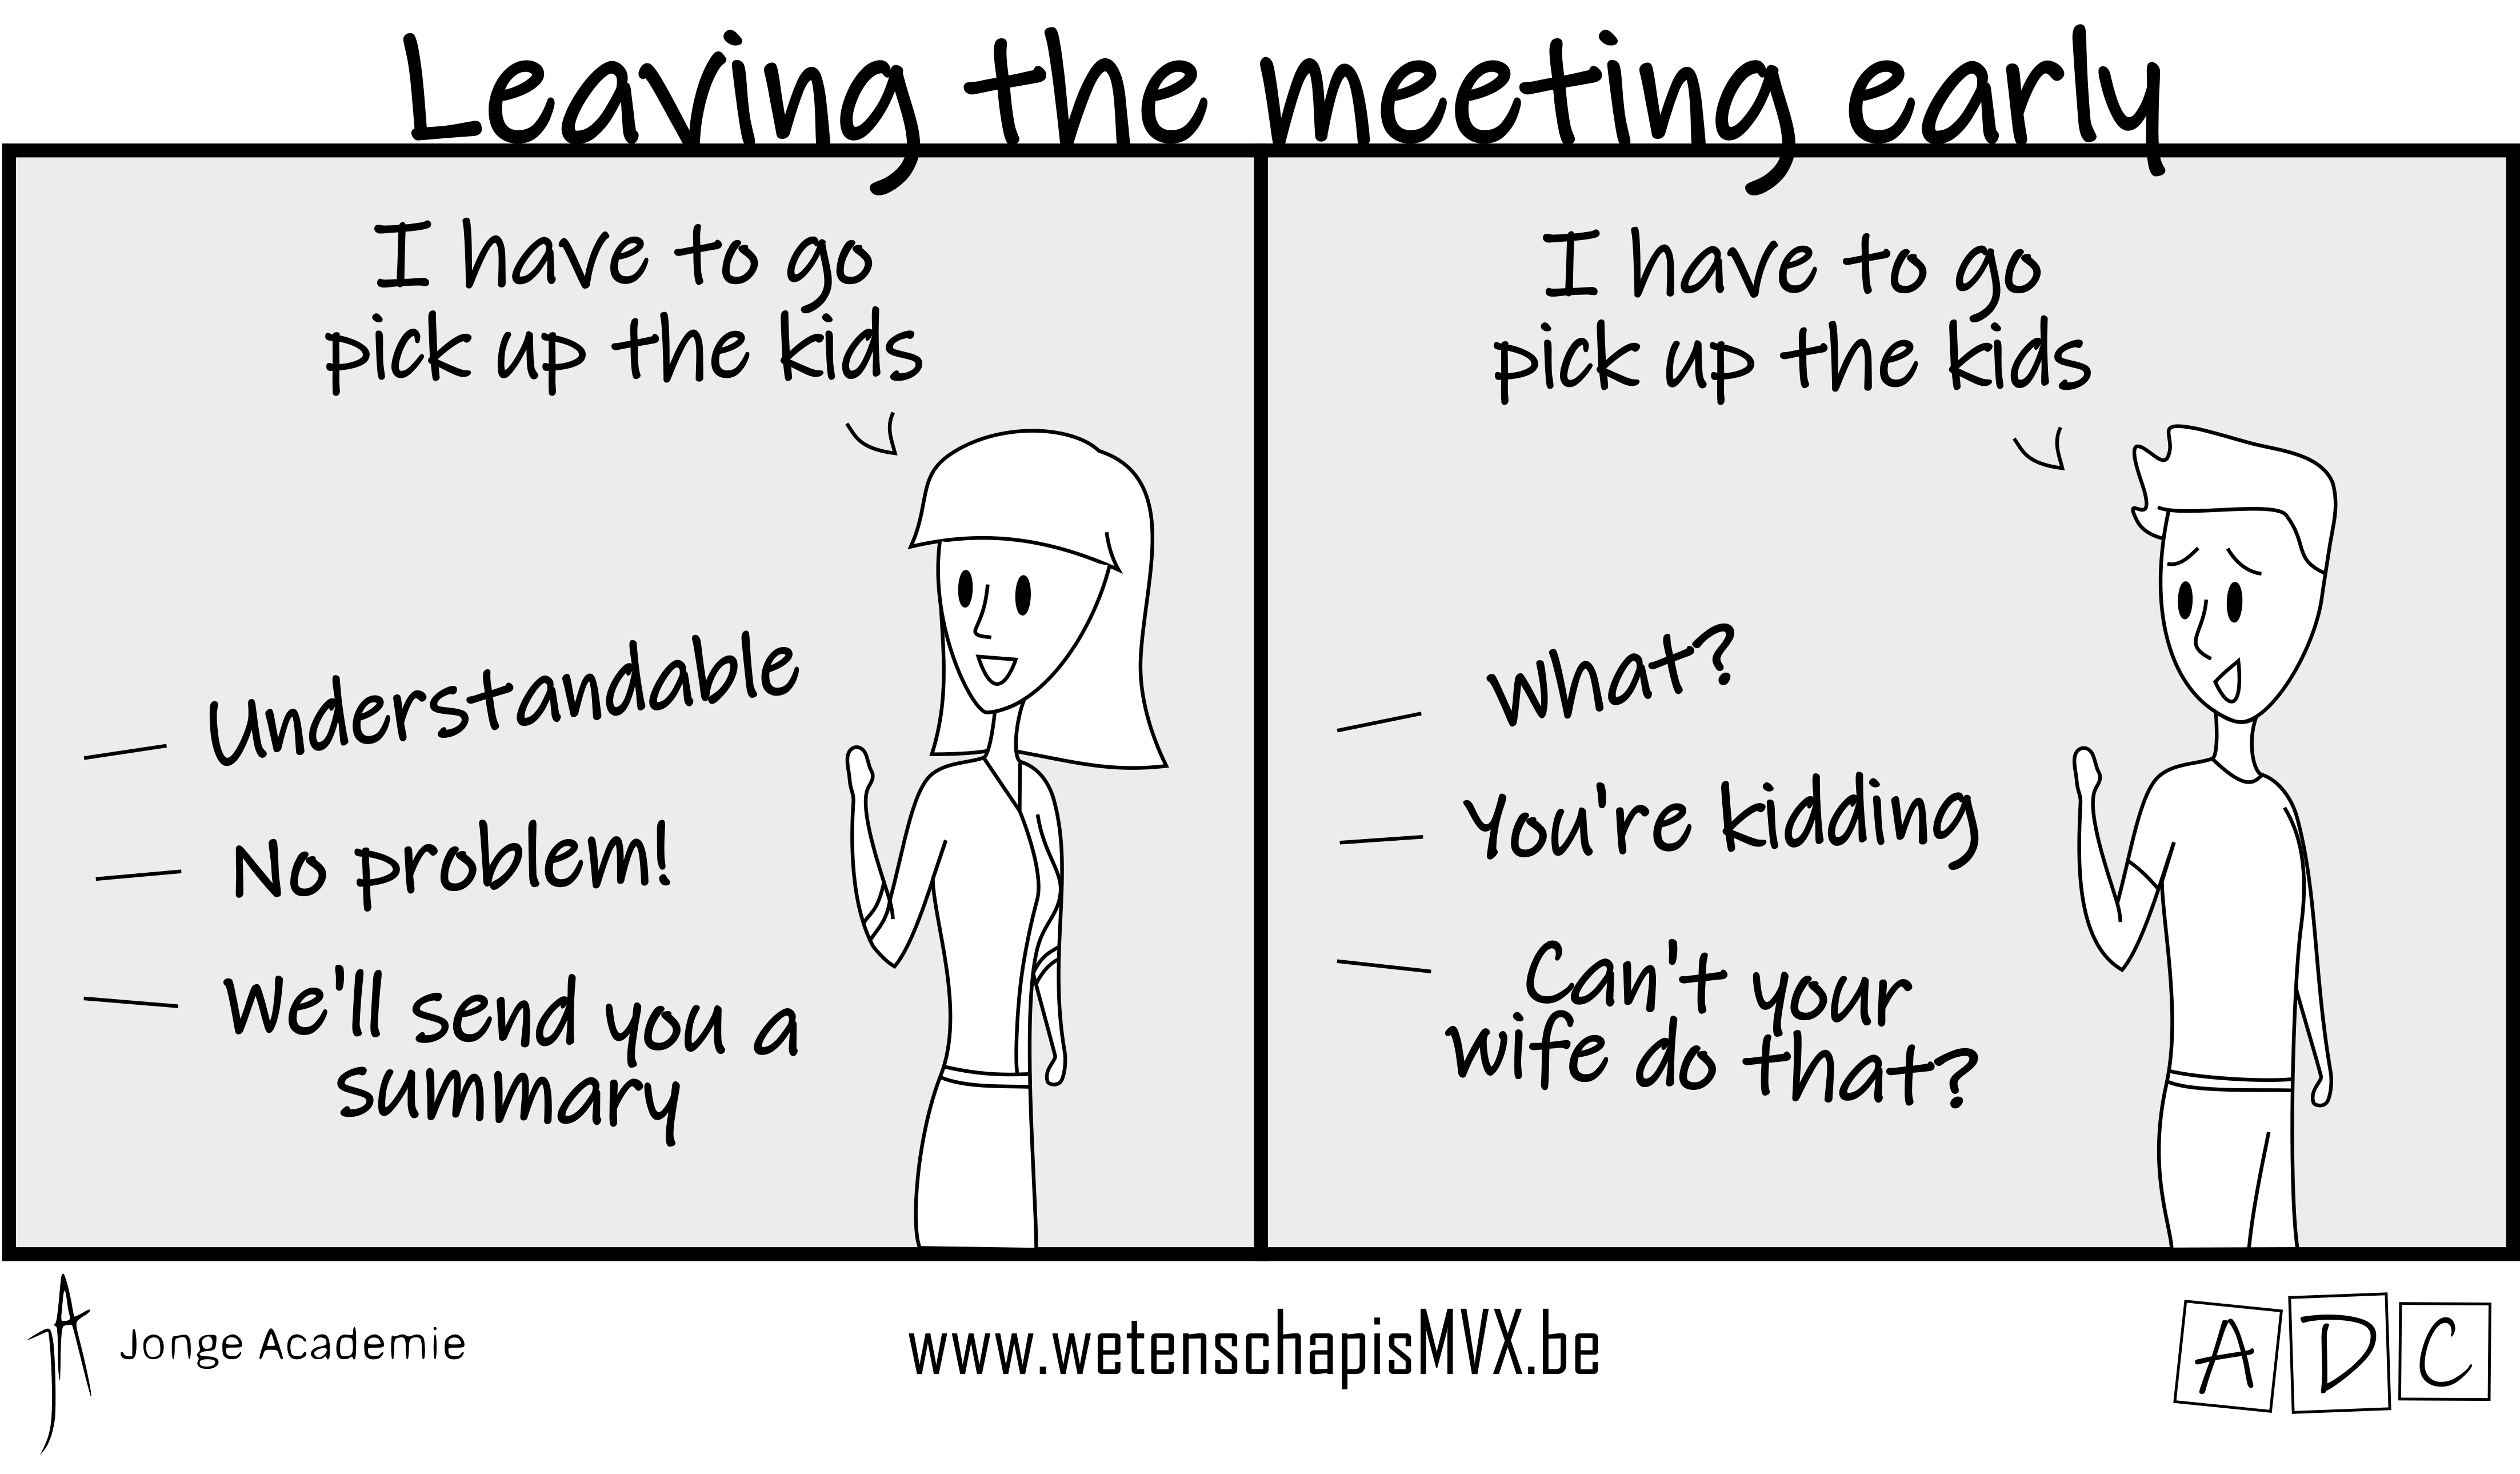 Leaving the meeting early
I have to go
pick up the kids
Understandable
No problem!
We'll send you a
summary
I have to go
pick up the kids
What?
You're kidding
Can't your
wife do that?
JA Jonge Academie
www.wetenschapisMVX.be
A D C